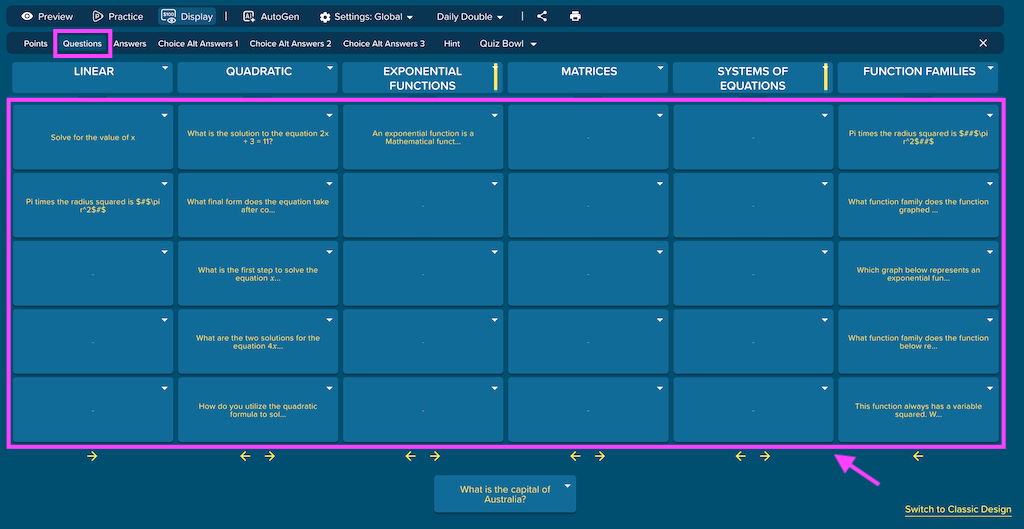 Preview Practice Display | AutoGen Settings: Global Daily Double |
Points Questions Answers Choice Alt Answers 1 Choice Alt Answers 2 Choice Alt Answers 3 Hint Quiz Bowl
LINEAR
QUADRATIC
EXPONENTIAL
FUNCTIONS
MATRICES
SYSTEMS OF
EQUATIONS
FUNCTION FAMILIES
Solve for the value of x
What is the solution to the equation 2x
+ 3 = 11?
An exponential function is a
Mathematical funct...
-
-
Pi times the radius squared is $##$\pi
r^2$##$
Pi times the radius squared is $#$\pi
r^2$#$
What final form does the equation take
after co...
-
-
-
What function family does the function
graphed ...
-
What is the first step to solve the
equation x...
-
-
-
Which graph below represents an
exponential fun...
-
What are the two solutions for the
equation 4x...
-
-
-
What function family does the function
below re...
-
How do you utilize the quadratic
formula to sol...
-
-
-
This function always has a variable
squared. W...
What is the capital of
Australia?
Switch to Classic Design